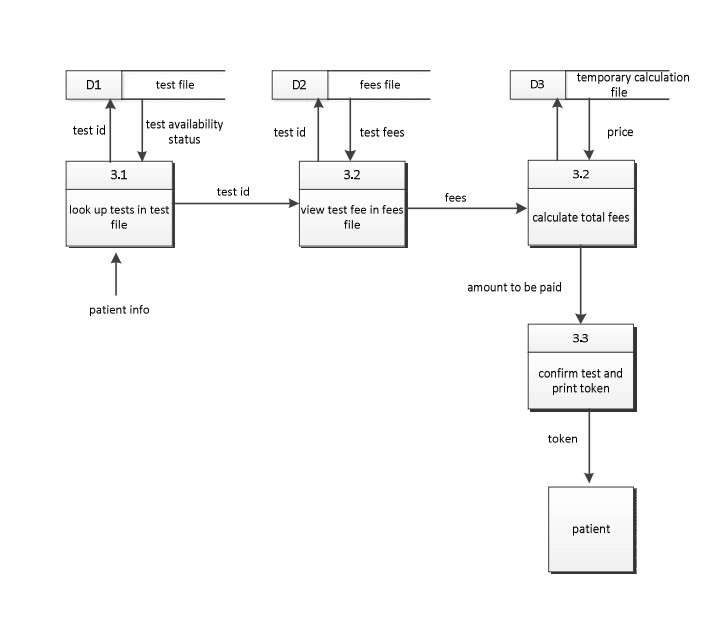 D1
test file
D2
fees file
D3
temporary calculation
file
test id
test availability
status
test id
test fees
price
3.1
look up tests in test
file
test id
3.2
view test fee in fees
file
fees
3.2
calculate total fees
patient info
amount to be paid
3.3
confirm test and
print token
token
patient